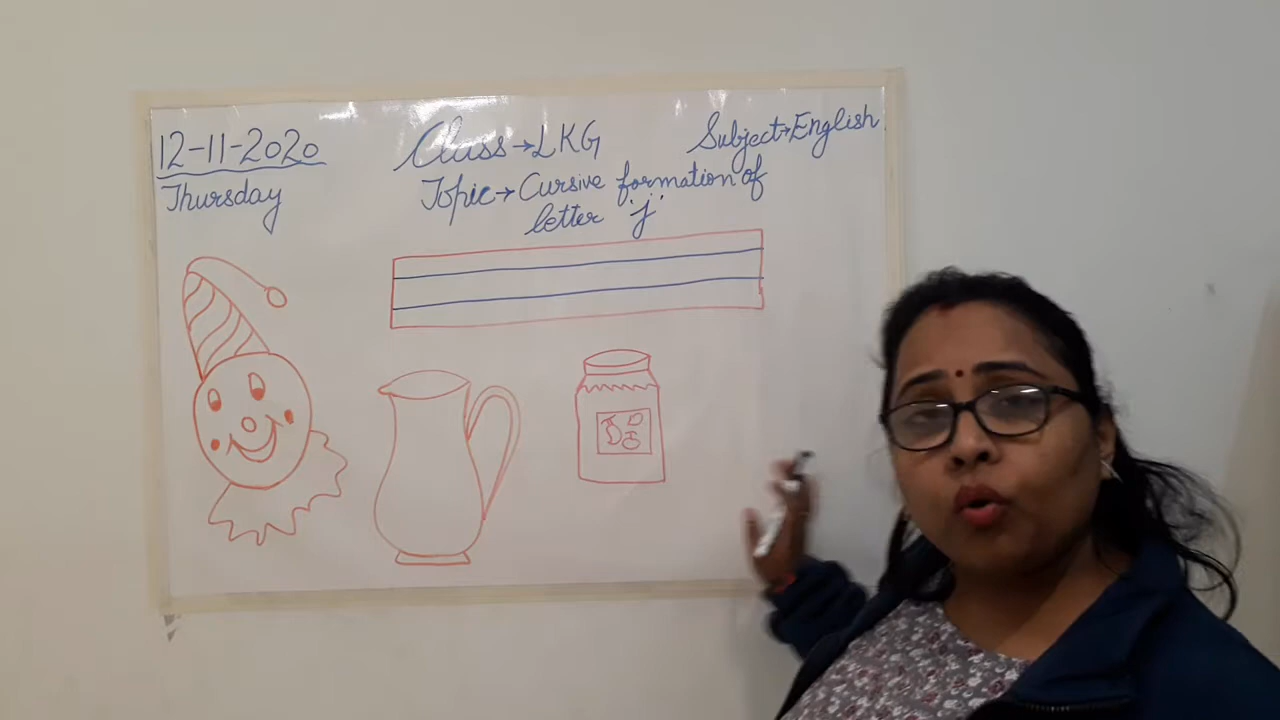 12-11-2020
Thursday
Class→LKG
Subject→English
Topic→Cursive formation of
letter 'j'